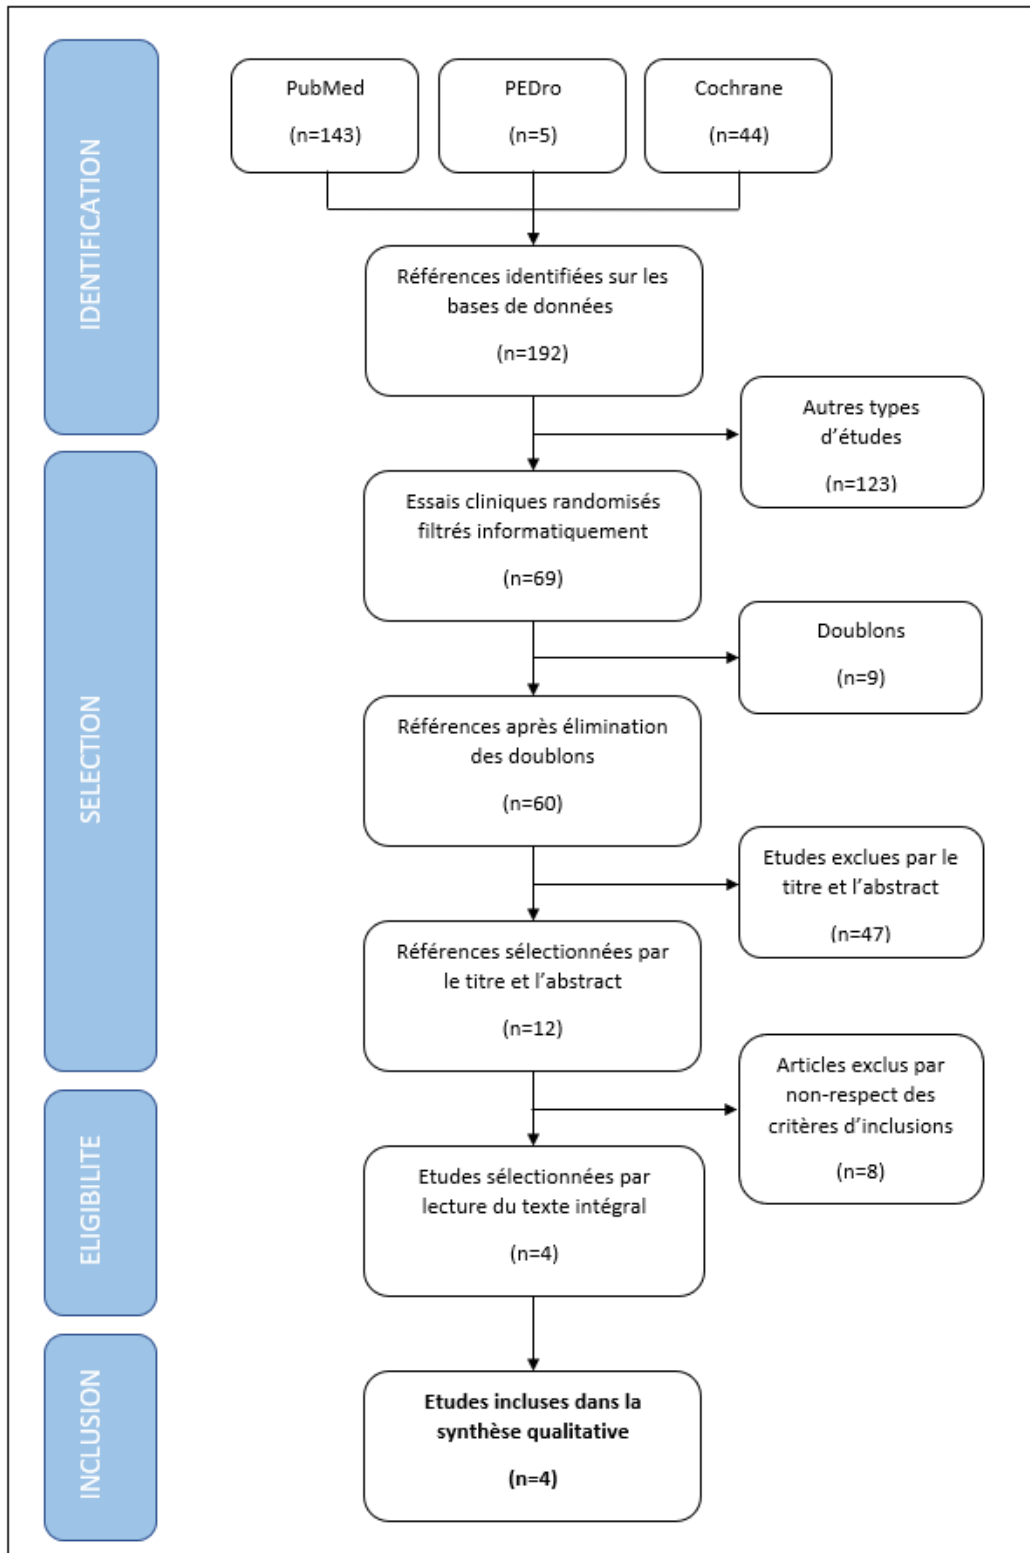 IDENTIFICATION
PubMed
(n=143)
PEDro
(n=5)
Cochrane
(n=44)
Références identifiées sur les
bases de données
(n=192)
Autres types
d'études
(n=123)
SELECTION
Essais cliniques randomisés
filtrés informatiquement
(n=69)
Doublons
(n=9)
Références après élimination
des doublons
(n=60)
Etudes exclues par le
titre et l'abstract
(n=47)
Références sélectionnées par
le titre et l'abstract
(n=12)
Articles exclus par
non-respect des
critères d'inclusions
(n=8)
ELIGIBILITE
Etudes sélectionnées par
lecture du texte intégral
(n=4)
INCLUSION
Etudes incluses dans la
synthèse qualitative
(n=4)